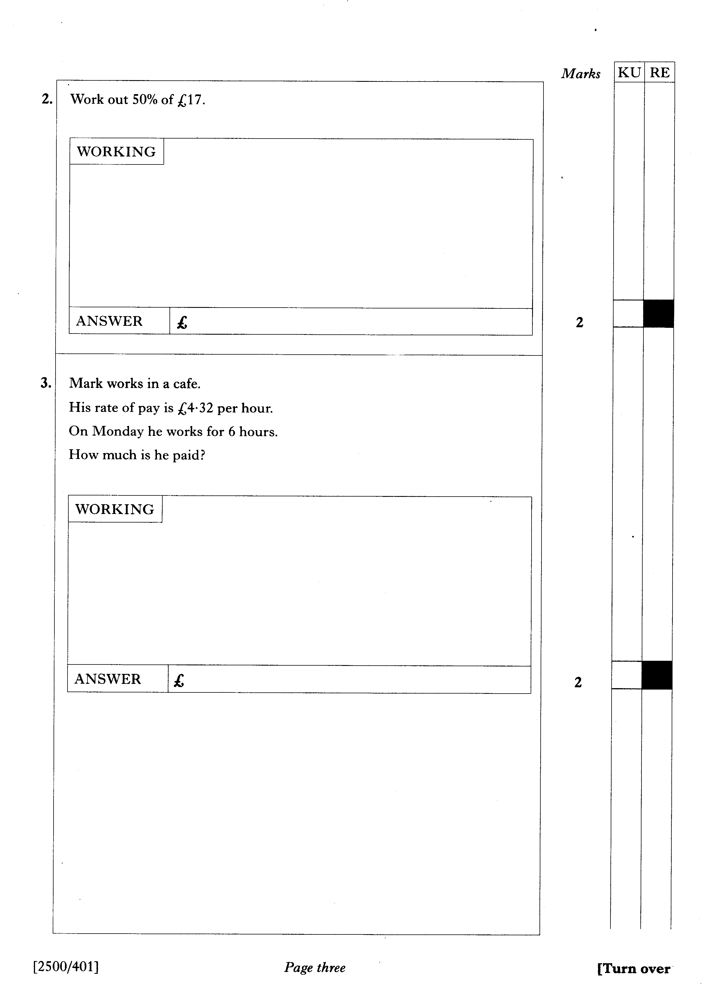 Marks KU RE
2. Work out 50% of £17.
WORKING
ANSWER £
2
3. Mark works in a cafe.
His rate of pay is £4·32 per hour.
On Monday he works for 6 hours.
How much is he paid?
WORKING
ANSWER £
2
[2500/401] Page three [Turn over